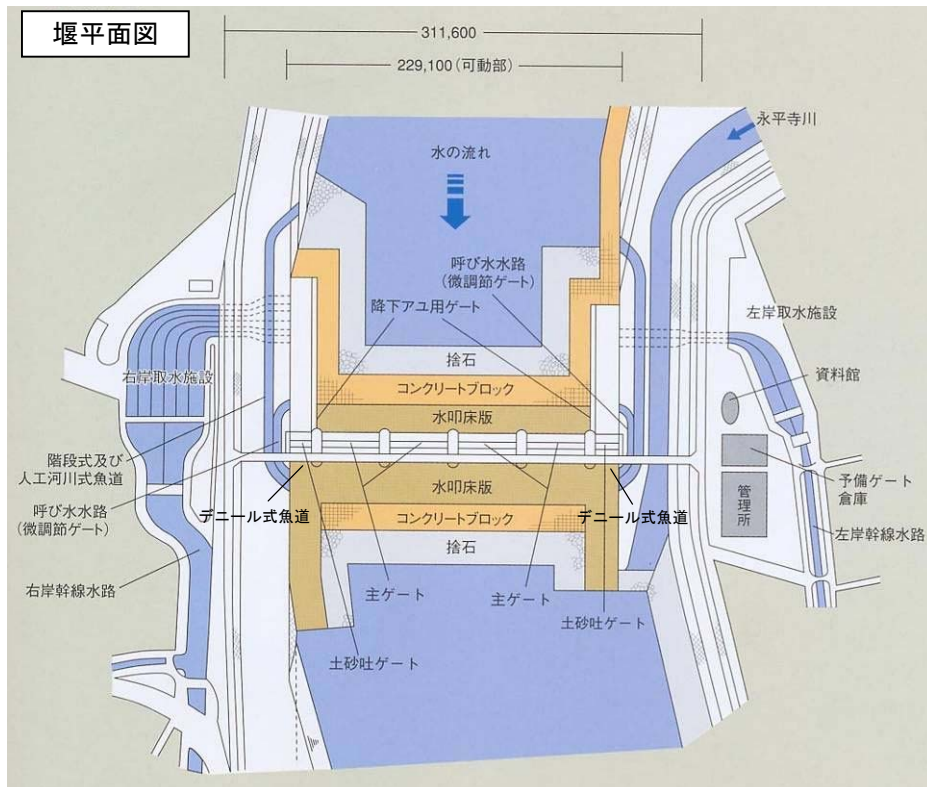 堰平面図
311,600
229,100(可動部)
永平寺川
水の流れ
呼び水水路
(微調節ゲート)
降下アユ用ゲート
左岸取水施設
捨石
資料館
右岸取水施設
コンクリートブロック
水叩床版
階段式及び
人工河川式魚道
水叩床版
予備ゲート
倉庫
管理所
呼び水水路
(微調節ゲート)
デニール式魚道
デニール式魚道
コンクリートブロック
左岸幹線水路
捨石
右岸幹線水路
主ゲート
主ゲート
土砂吐ゲート
土砂吐ゲート